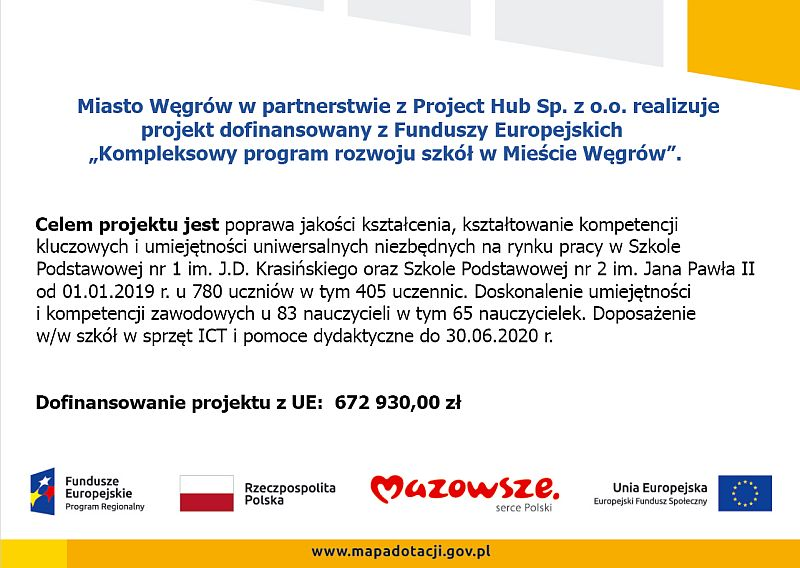 Miasto Węgrów w partnerstwie z Project Hub Sp. z o.o. realizuje
projekt dofinansowany z Funduszy Europejskich
„Kompleksowy program rozwoju szkół w Mieście Węgrów”.
Celem projektu jest poprawa jakości kształcenia, kształtowanie kompetencji
kluczowych i umiejętności uniwersalnych niezbędnych na rynku pracy w Szkole
Podstawowej nr 1 im. J.D. Krasińskiego oraz Szkole Podstawowej nr 2 im. Jana Pawła II
od 01.01.2019 r. u 780 uczniów w tym 405 uczennic. Doskonalenie umiejętności
i kompetencji zawodowych u 83 nauczycieli w tym 65 nauczycielek. Doposażenie
w/w szkół w sprzęt ICT i pomoce dydaktyczne do 30.06.2020 r.
Dofinansowanie projektu z UE: 672 930,00 zł
Fundusze
Europejskie
Program Regionalny
Rzeczpospolita
Polska
Mazowsze.
serce Polski
Unia Europejska
Europejski Fundusz Społeczny
www.mapadotacji.gov.pl